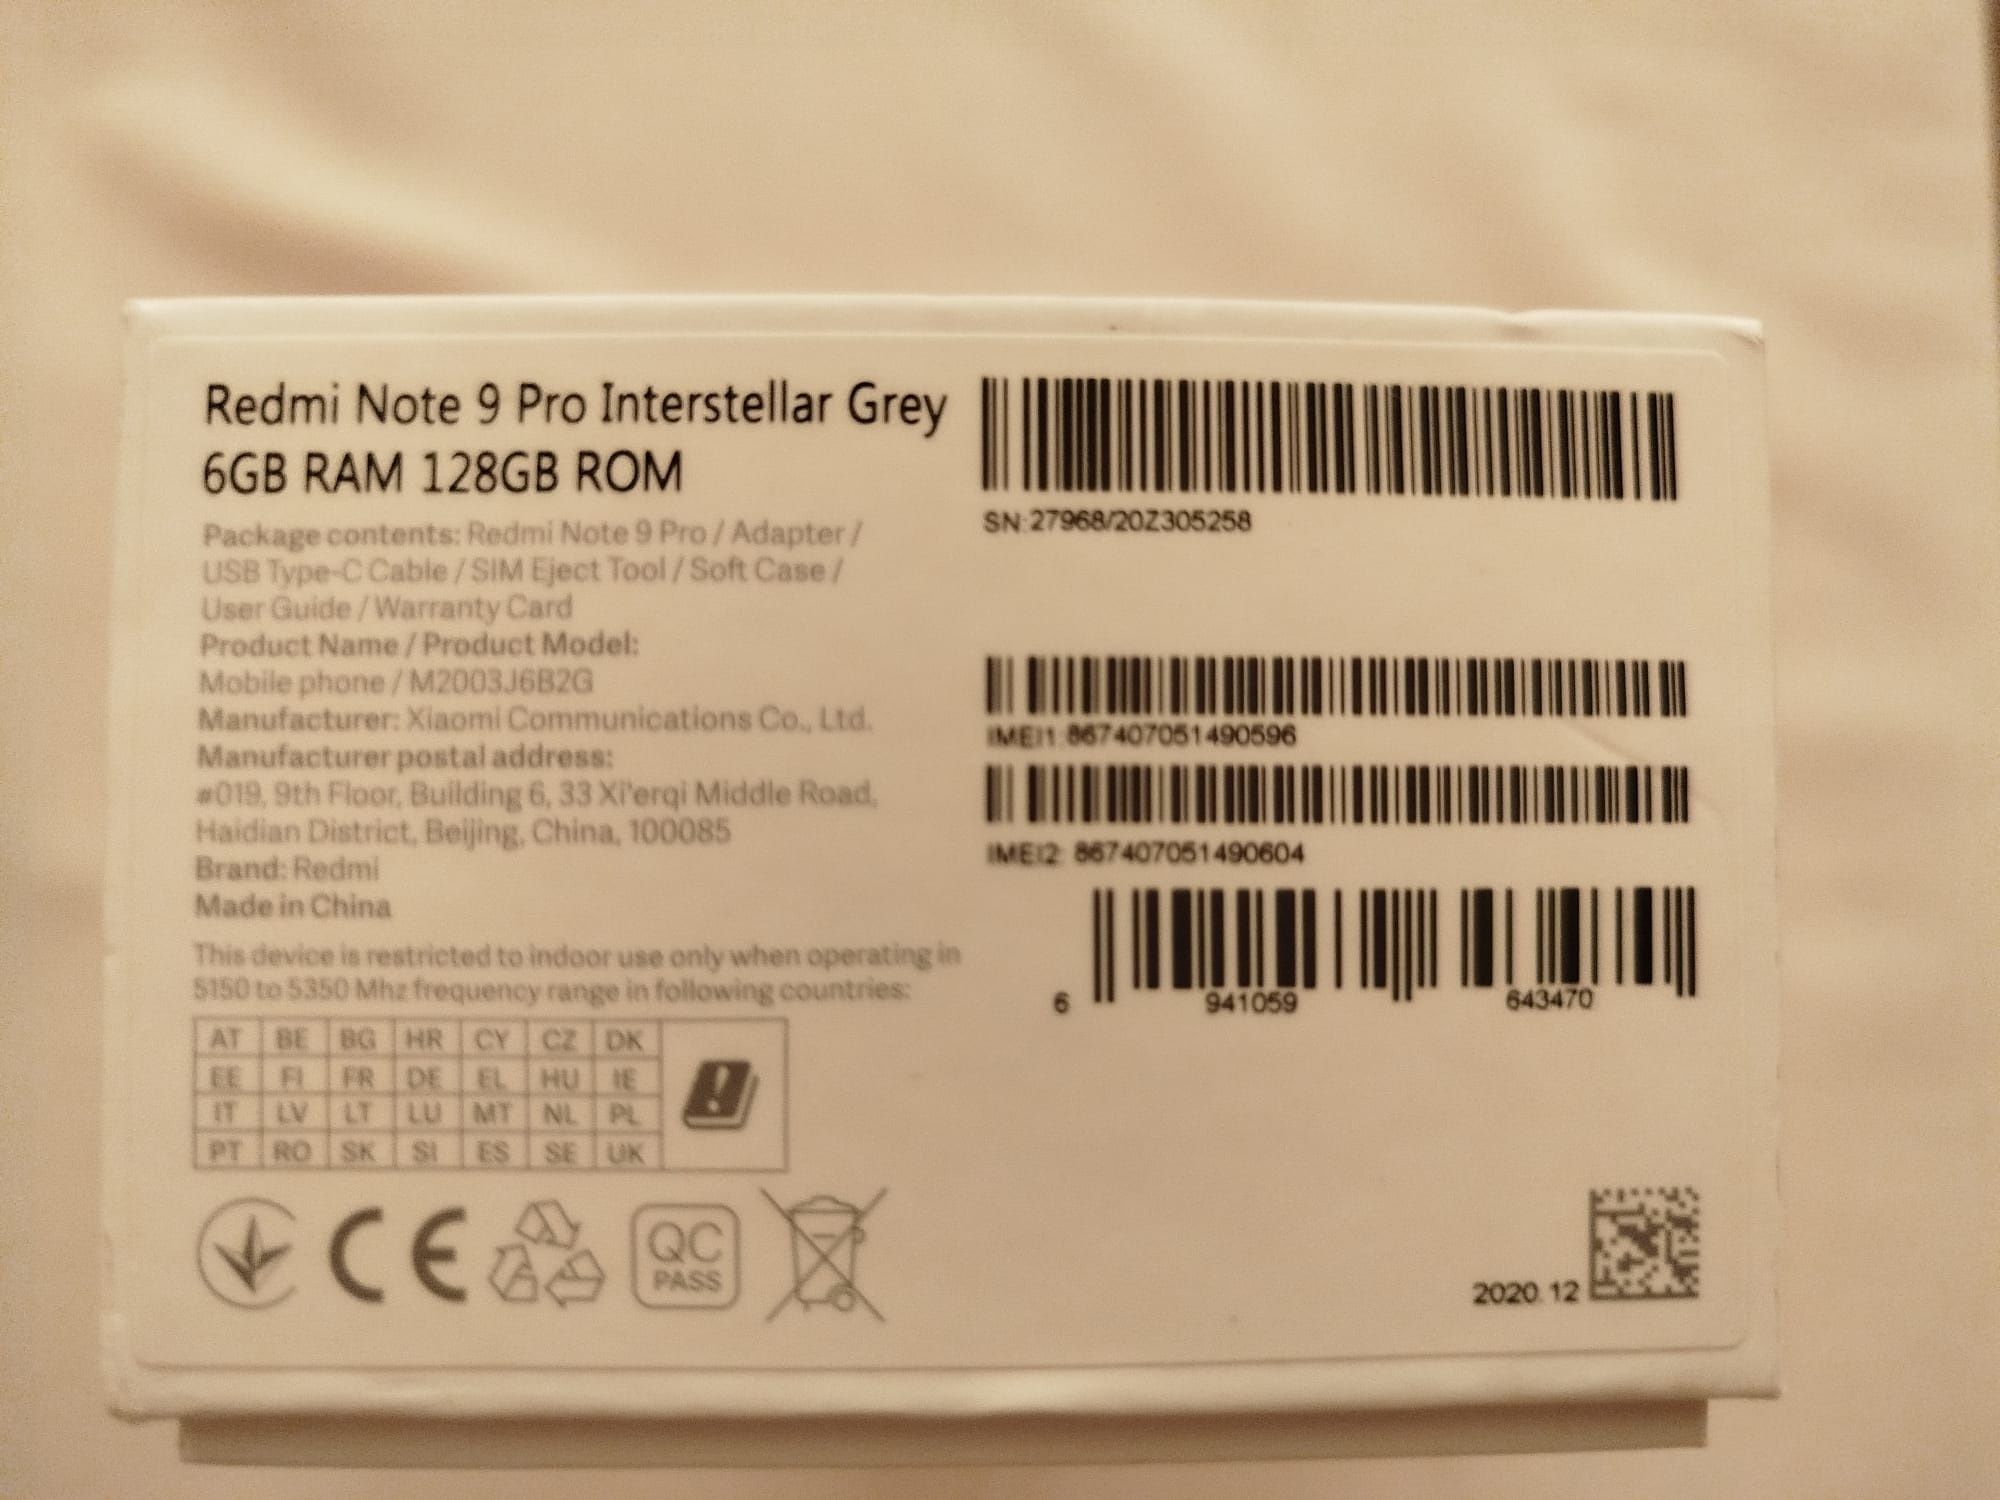 Redmi Note 9 Pro Interstellar Grey
6GB RAM 128GB ROM
Package contents: Redmi Note 9 Pro / Adapter /
USB Type-C Cable / SIM Eject Tool / Soft Case /
User Guide / Warranty Card
Product Name / Product Model:
Mobile phone / M2003J6B2G
Manufacturer: Xiaomi Communications Co., Ltd.
Manufacturer postal address:
#019, 9th Floor, Building 6, 33 Xi'erqi Middle Road,
Haidian District, Beijing, China, 100085
Brand: Redmi
Made in China
This device is restricted to indoor use only when operating in
5150 to 5350 Mhz frequency range in following countries:
AT BE BG HR CY CZ DK
EE FI FR DE EL HU IE
IT LV LT LU MT NL PL
PT RO SK SI ES SE UK
CE
QC
PASS
SN:27968/20Z305258
IMEI1:867407051490596
IMEI2: 867407051490604
6 941059 643470
2020.12